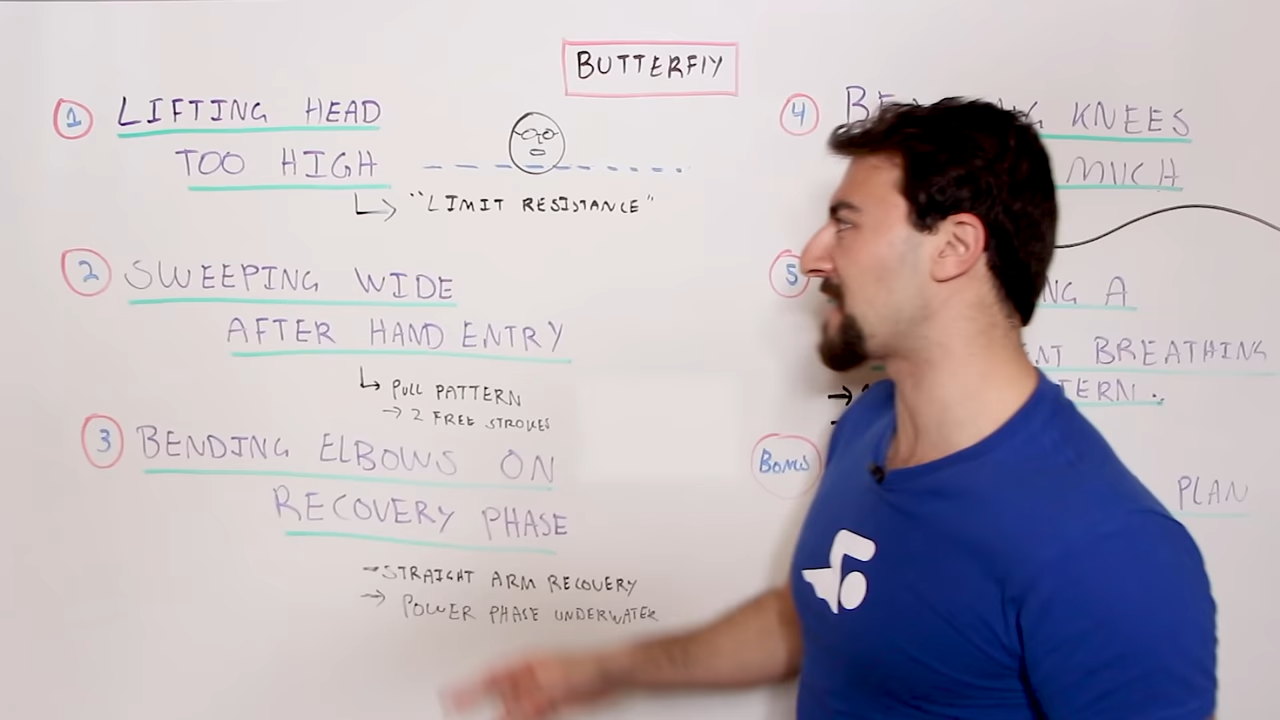 BUTTERFLY
1 LIFTING HEAD
TOO HIGH
"LIMIT RESISTANCE"
2 SWEEPING WIDE
AFTER HAND ENTRY
PULL PATTERN
→ 2 FREE STROKES
3 BENDING ELBOWS ON
RECOVERY PHASE
→ STRAIGHT ARM RECOVERY
→ POWER PHASE UNDERWATER
4 KNEES
MUCH
5 A
BREATHING
Bonus
PLAN